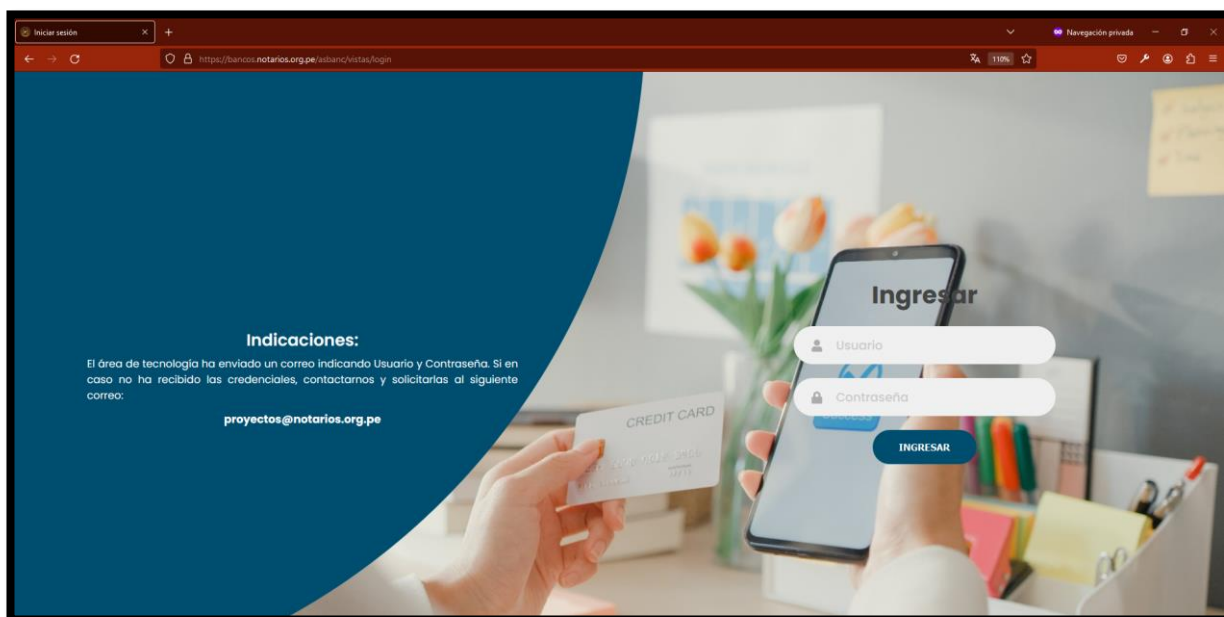 Iniciar sesión
Navegación privada
https://bancos.notarios.org.pe/asbanc/vistas/login
110%
Ingresar
Indicaciones:
El área de tecnología ha enviado un correo indicando Usuario y Contraseña. Si en
caso no ha recibido las credenciales, contactarnos y solicitarlas al siguiente
correo:
proyectos@notarios.org.pe
Usuario
Contraseña
CREDIT CARD
INGRESAR